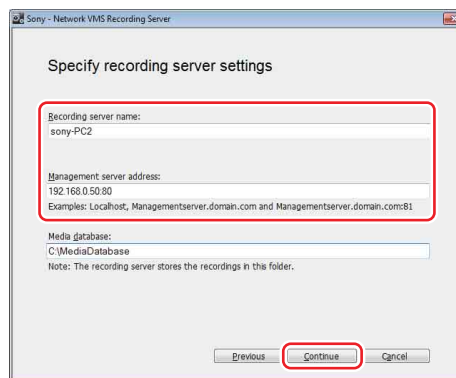 Sony - Network VMS Recording Server
Specify recording server settings
Recording server name:
sony-PC2
Management server address:
192.168.0.50:80
Examples: Localhost, Managementserver.domain.com and Managementserver.domain.com:81
Media database:
C:\MediaDatabase
Note: The recording server stores the recordings in this folder.
Previous Continue Cancel